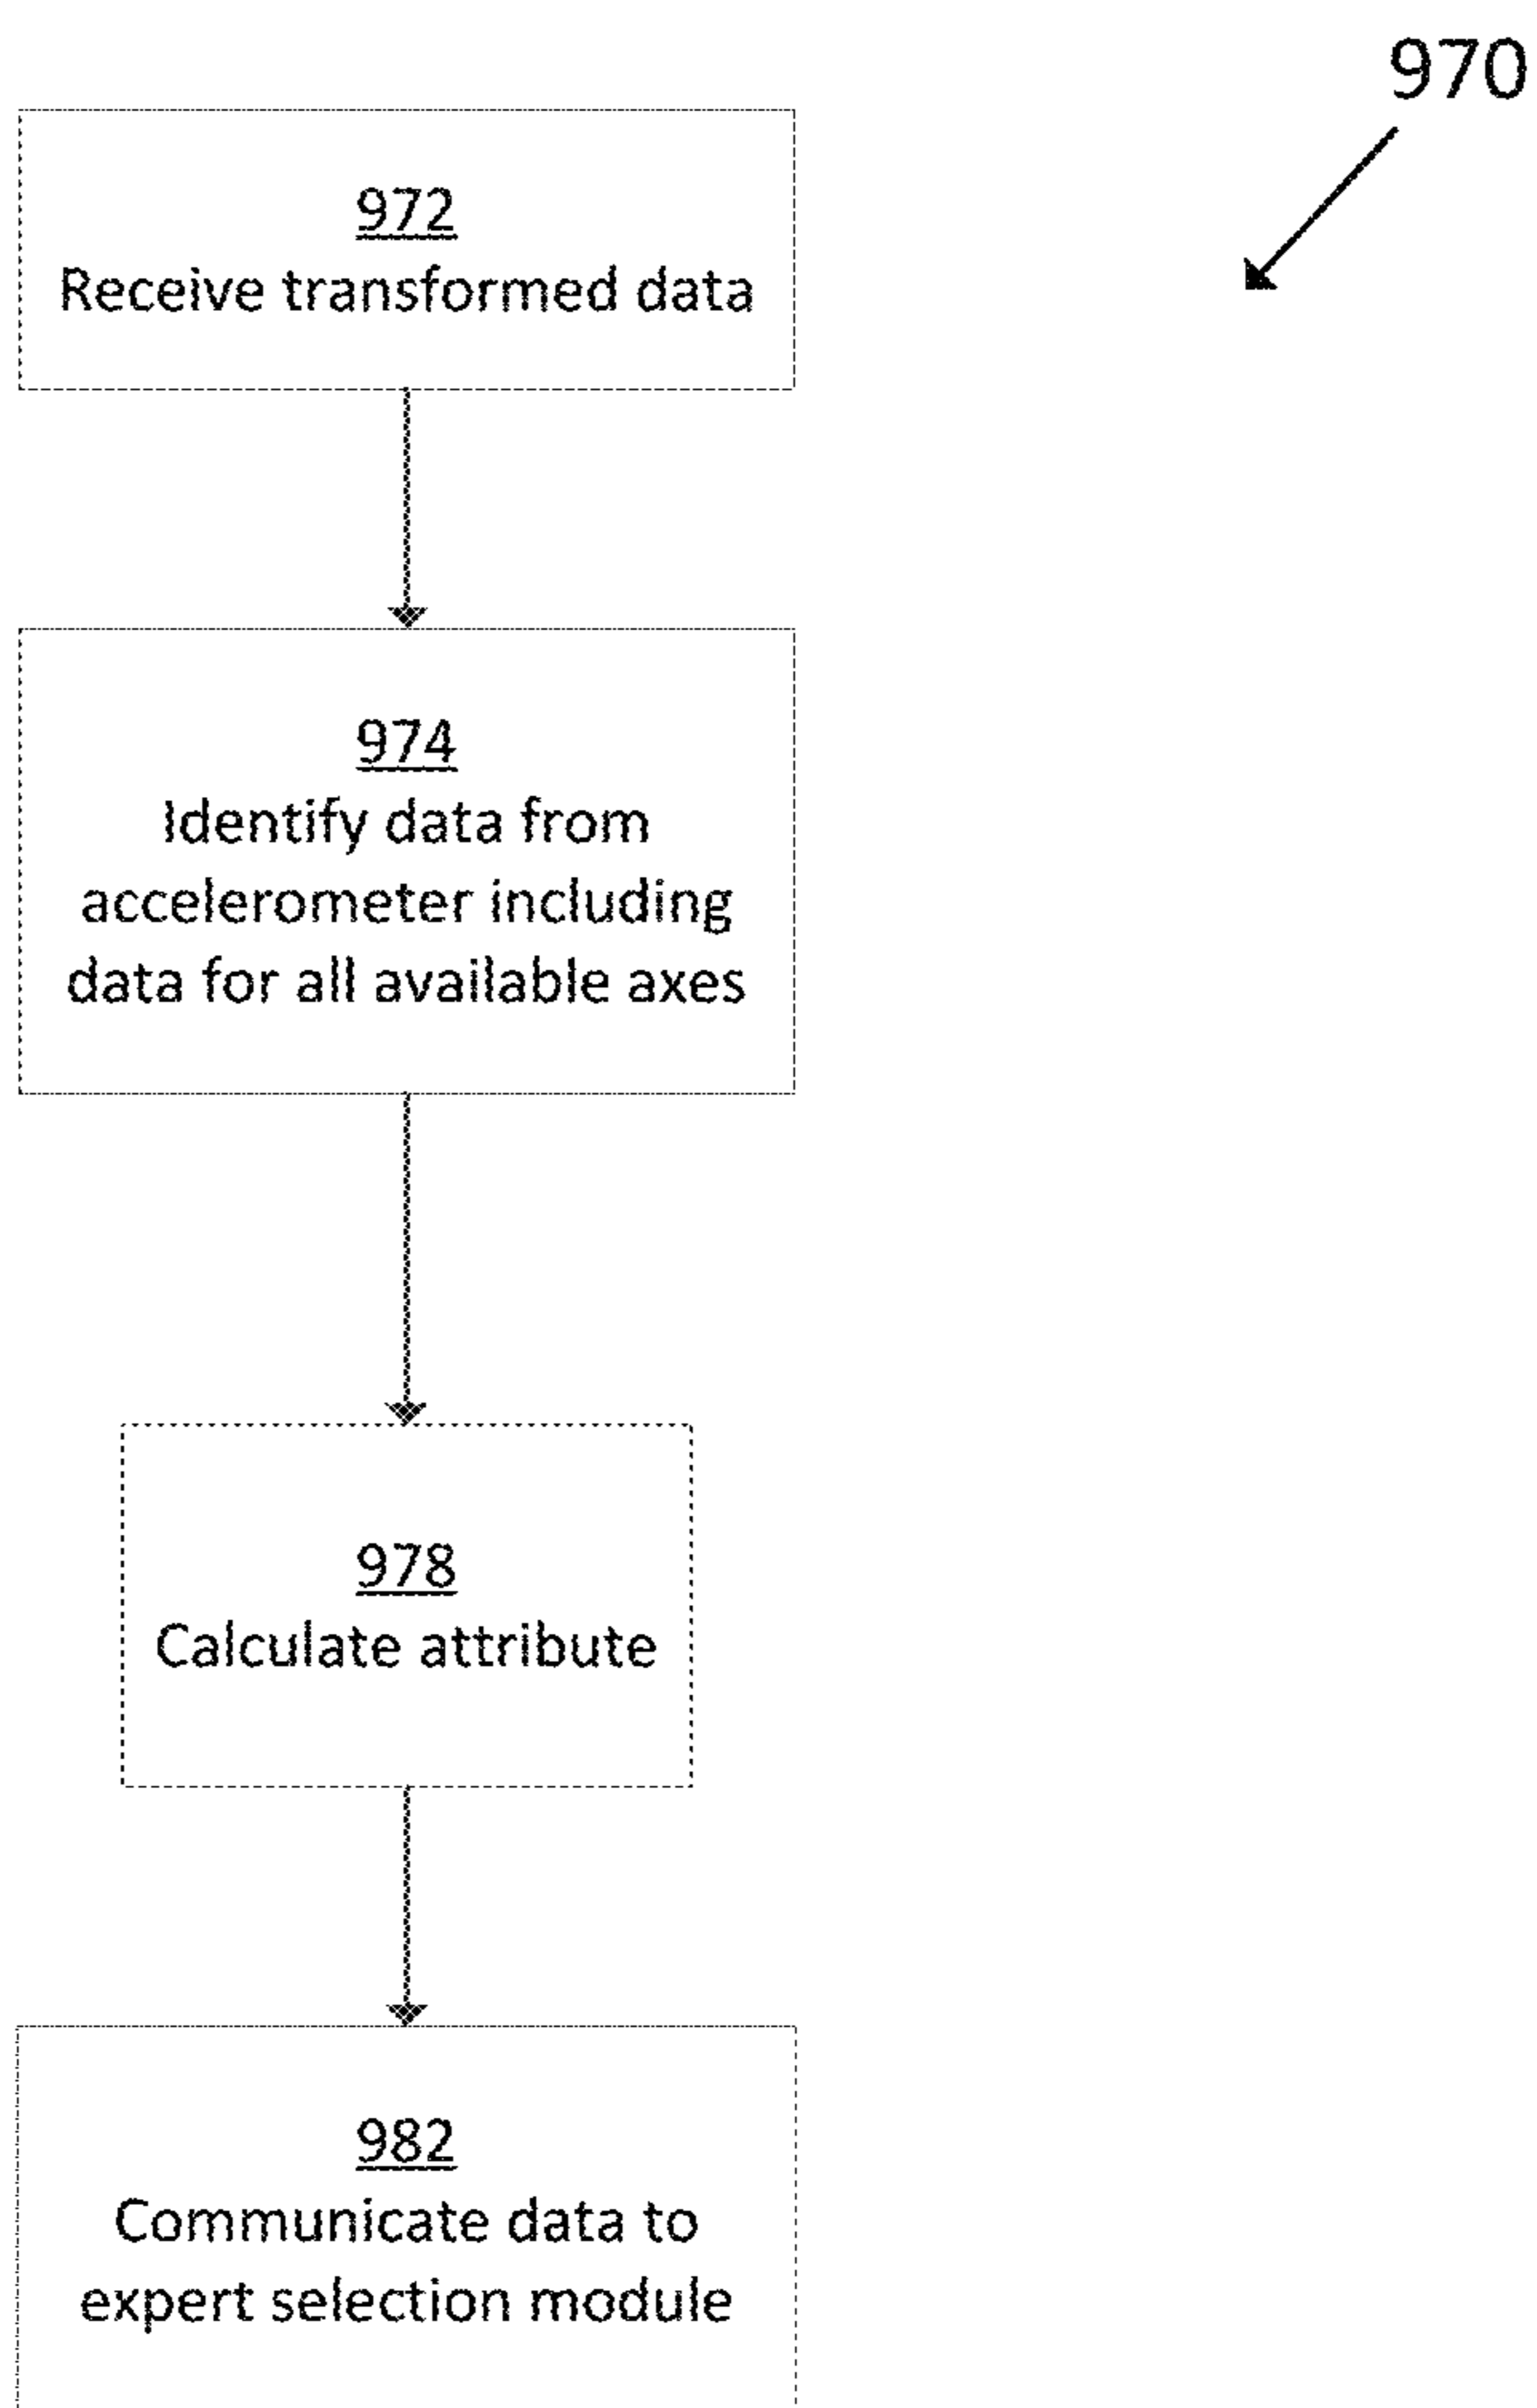 970
972
Receive transformed data
974
Identify data from
accelerometer including
data for all available axes
978
Calculate attribute
982
Communicate data to
expert selection module